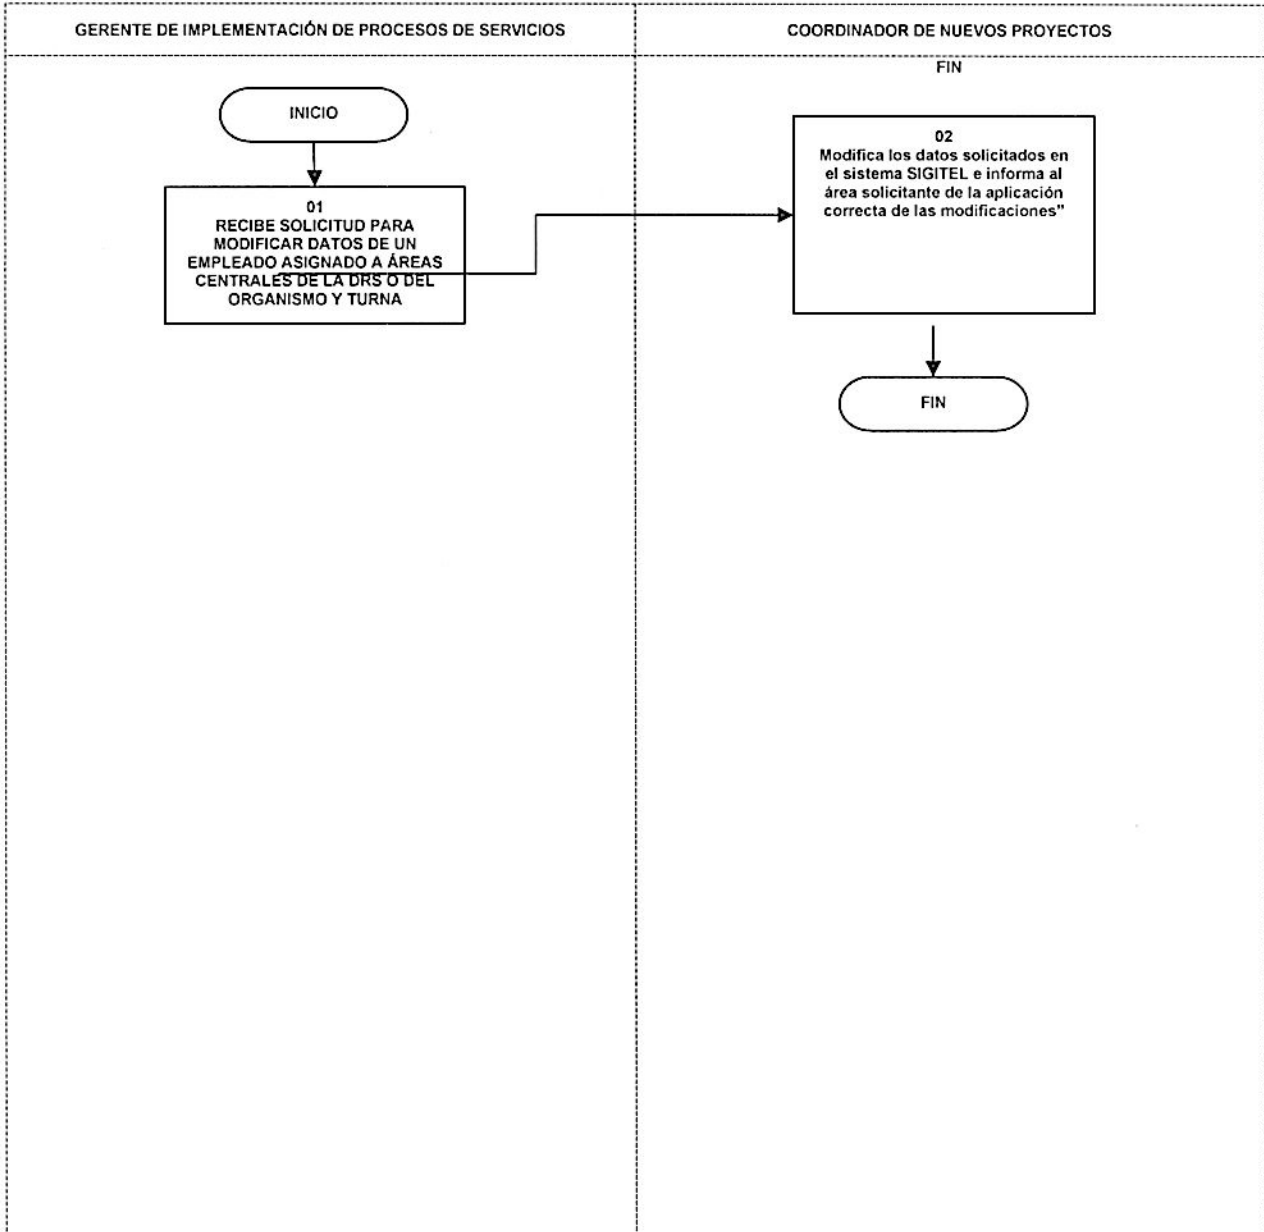 GERENTE DE IMPLEMENTACIÓN DE PROCESOS DE SERVICIOS
COORDINADOR DE NUEVOS PROYECTOS
INICIO
01
RECIBE SOLICITUD PARA
MODIFICAR DATOS DE UN
EMPLEADO ASIGNADO A ÁREAS
CENTRALES DE LA DRS O DEL
ORGANISMO Y TURNA
FIN
02
Modifica los datos solicitados en
el sistema SIGITEL e informa al
área solicitante de la aplicación
correcta de las modificaciones”
FIN